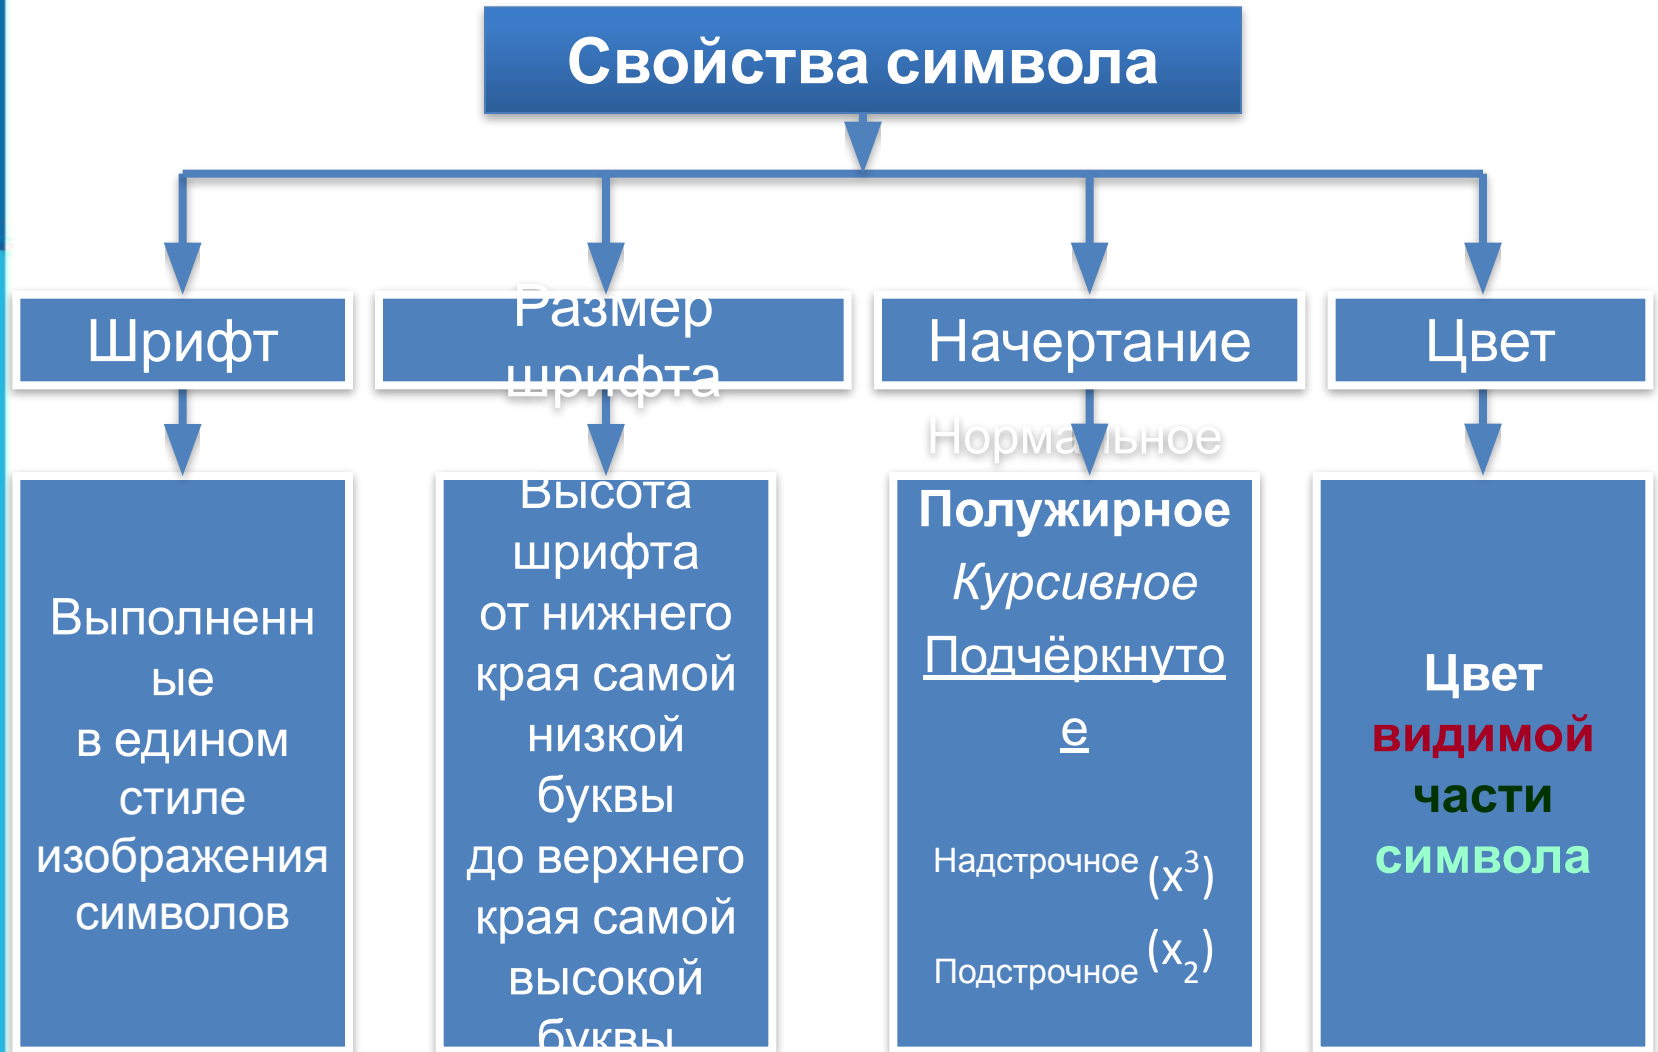 Свойства символа
Шрифт
Размер
шрифта
Начертание
Цвет
Выполненн
ые
в едином
стиле
изображения
символов
Высота
шрифта
от нижнего
края самой
низкой
буквы
до верхнего
края самой
высокой
буквы
Нормальное
Полужирное
Курсивное
Подчёркнуто
е
Надстрочное (x³)
Подстрочное (x₂)
Цвет
видимой
части
символа